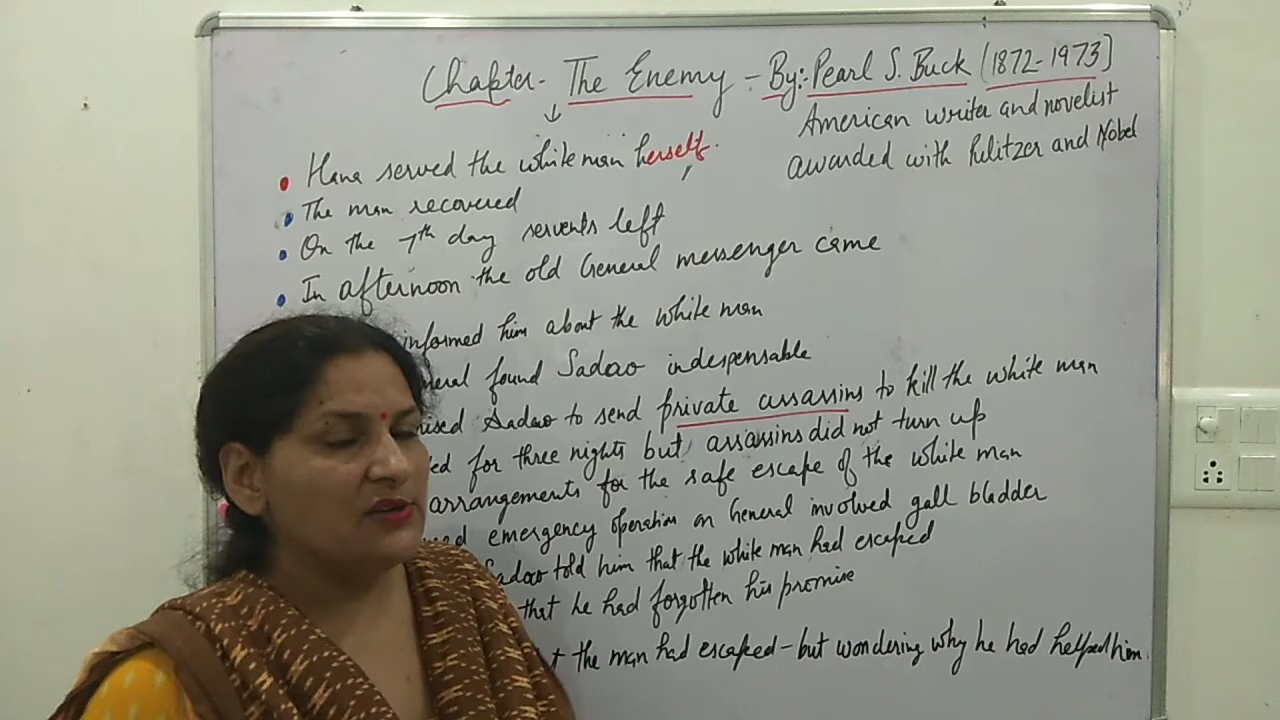 Chapter - The Enemy - By:- Pearl S. Buck (1872-1973)
American writer and novelist
awarded with Pulitzer and Nobel
Hana served the white man herself.
The man recovered
On the 7th day servents left
In afternoon the old General messenger came
informed him about the white man
found Sadao indespensable
Sadao to send private assassins to kill the white man
for three nights but assassins did not turn up
arrangements for the safe escape of the white man
emergency operation on General involved gall bladder
Sadao told him that the white man had escaped
that he had forgotten his promise
the man had escaped - but wondering why he had helped him.